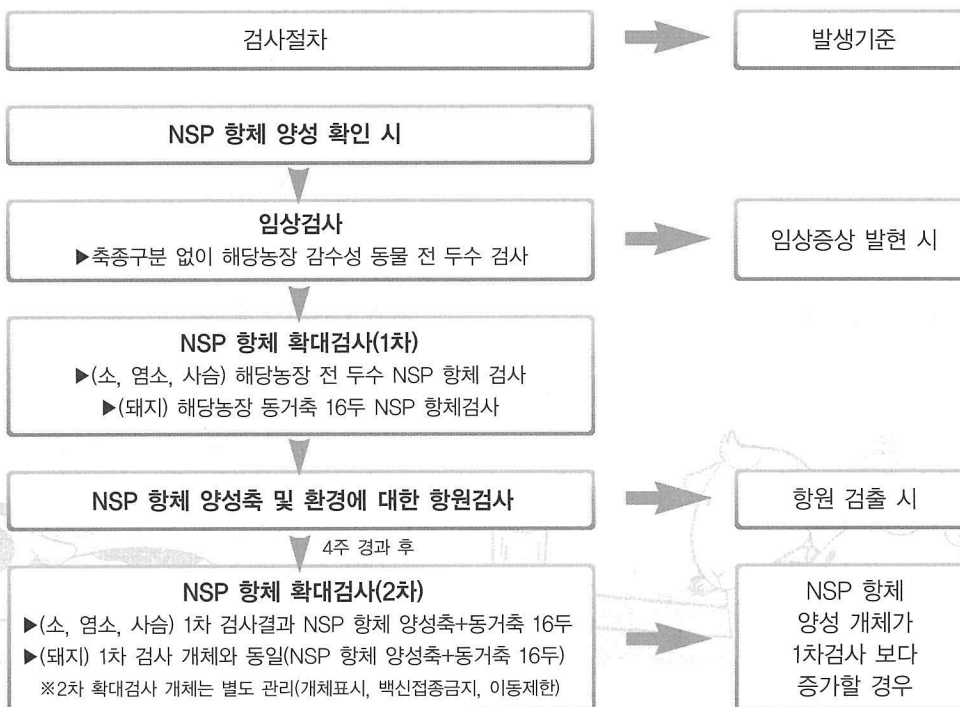 검사절차
발생기준
NSP 항체 양성 확인 시
임상검사
▶축종구분 없이 해당농장 감수성 동물 전 두수 검사
임상증상 발현 시
NSP 항체 확대검사(1차)
▶(소, 염소, 사슴) 해당농장 전 두수 NSP 항체 검사
▶(돼지) 해당농장 동거축 16두 NSP 항체검사
NSP 항체 양성축 및 환경에 대한 항원검사
항원 검출 시
4주 경과 후
NSP 항체 확대검사(2차)
▶(소, 염소, 사슴) 1차 검사결과 NSP 항체 양성축+동거축 16두
▶(돼지) 1차 검사 개체와 동일(NSP 항체 양성축+동거축 16두)
※2차 확대검사 개체는 별도 관리(개체표시, 백신접종금지, 이동제한)
NSP 항체
양성 개체가
1차검사 보다
증가할 경우